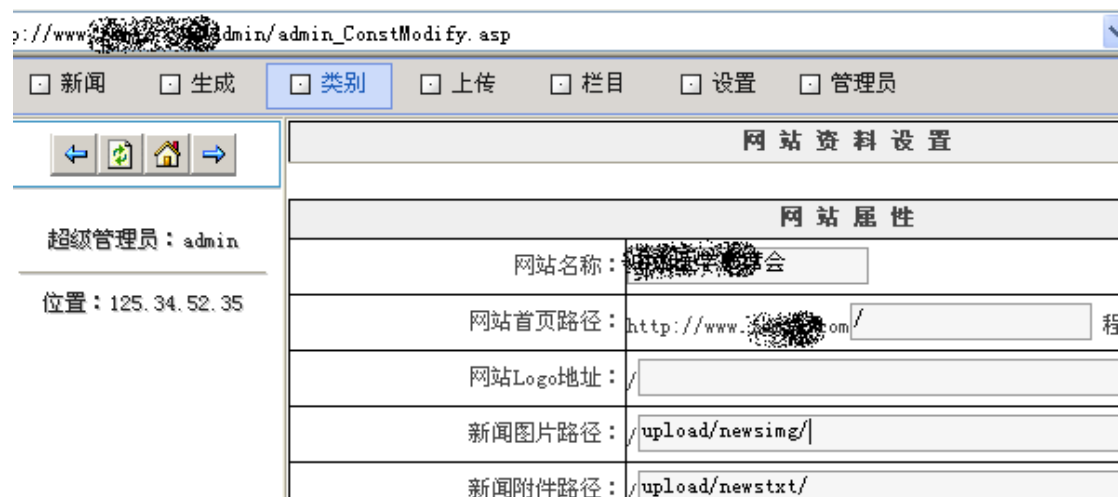 p://www.dmin/admin_ConstModify.asp
新闻 生成 类别 上传 栏目 设置 管理员
网站资料设置
网站属性
超级管理员：admin
位置：125.34.52.35
网站名称：会
网站首页路径：http://www.om/ 程
网站Logo地址：/
新闻图片路径：/upload/newsimg/
新闻附件路径：/upload/newstxt/